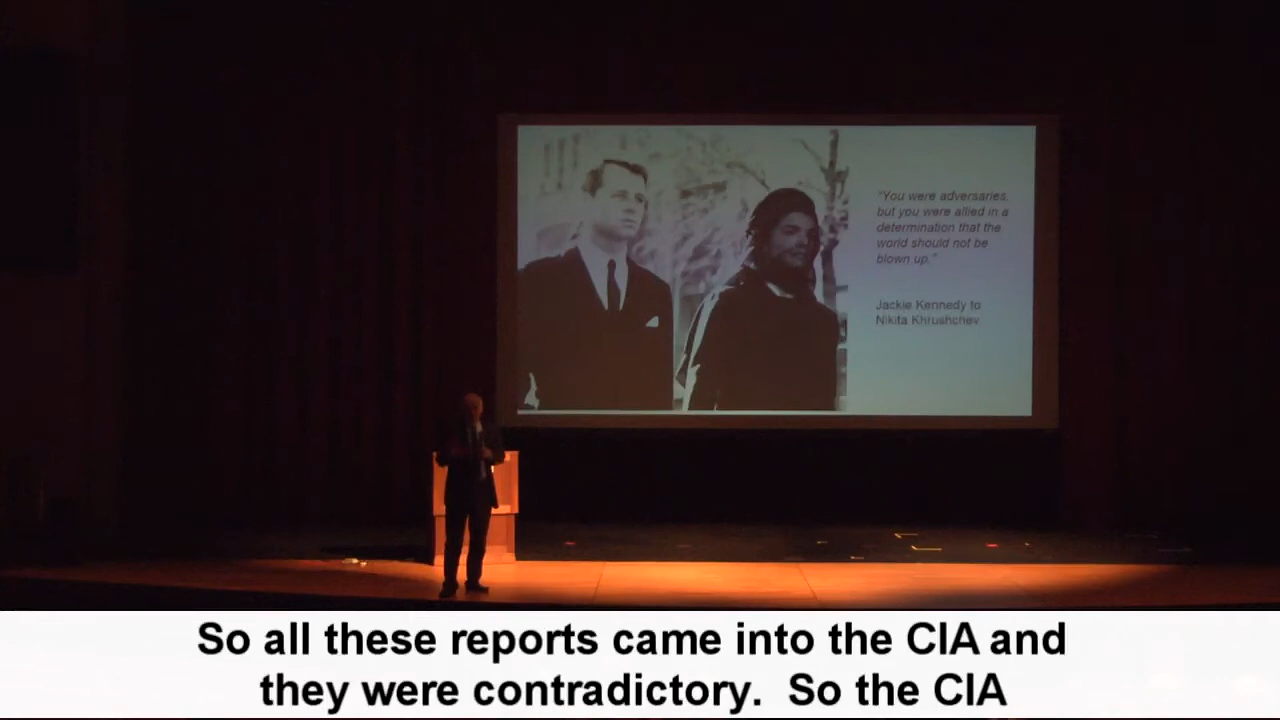 "You were adversaries,
but you were allied in a
determination that the
world should not be
blown up."
Jackie Kennedy to
Nikita Khrushchev
So all these reports came into the CIA and
they were contradictory.  So the CIA